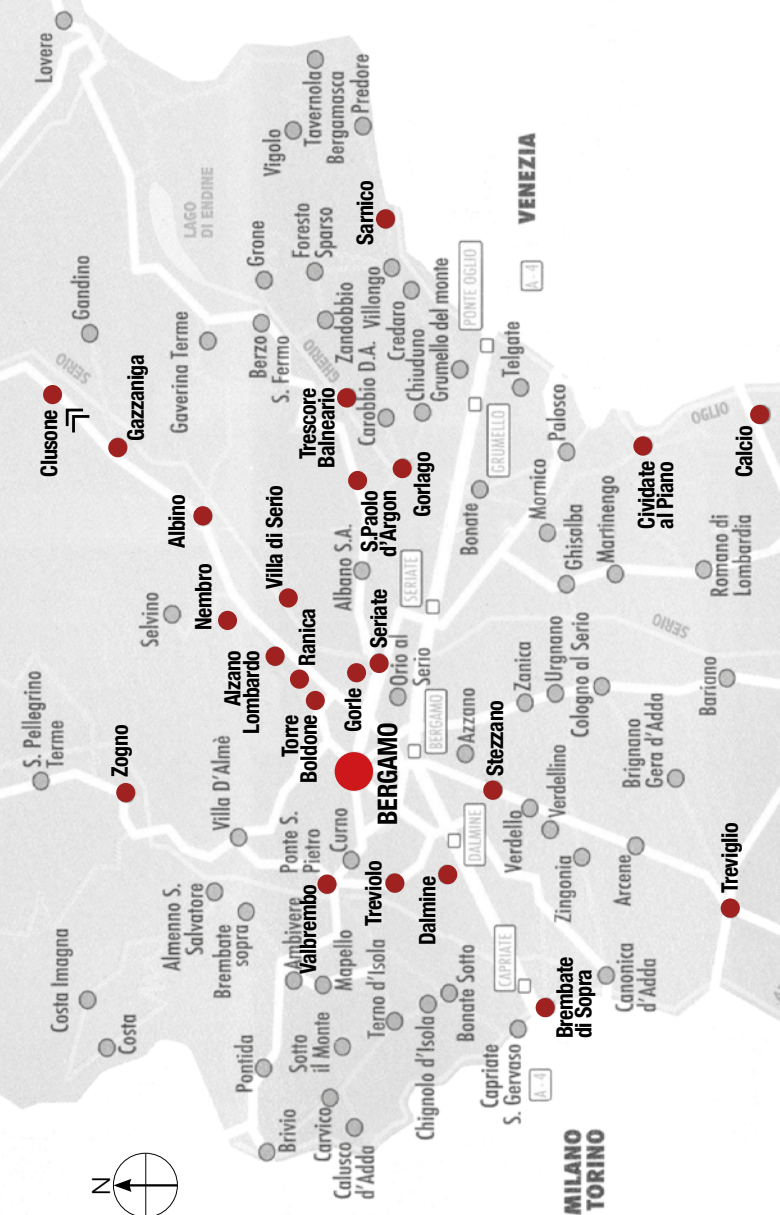 Lovere
Tavernola
Bergamasca
Predore
Vigolo
VENEZIA
Sarnico
LAGO
DI ENDINE
Grone
Foresto
Sparso
A-4
PONTE OGLIO
Gandino
Gaverina Terme
Berzo
S. Fermo
Zandobbio
Villongo
Credaro
Grumello del monte
SERIO
CHERIO
Carobbio D.A.
Chiuduno
Telgate
Clusone
Gazzaniga
Trescore
Balneario
GRUMELLO
Palosco
OGLIO
Albino
S.Paolo
d'Argon
Gorlago
Bonate
Mornico
Cividate
al Piano
Calcio
Villa di Serio
Albano S.A.
SERIATE
Ghisalba
Martinengo
Romano di
Lombardia
Selvino
Nembro
Ranica
Seriate
SERIO
Alzano
Lombardo
Gorle
Orio al
Serio
Zanica
Urgnano
Cologno al Serio
Bariano
Torre
Boldone
BERGAMO
Azzano
S. Pellegrino
Terme
Zogno
BERGAMO
Stezzano
Brignano
Gera d'Adda
Villa D'Almè
Ponte S.
Pietro
Curno
DALMINE
Verdello
Verdellino
Almenno S.
Salvatore
Brembate
sopra
Valbrembo
Treviolo
Dalmine
Zingonia
Arcene
Treviglio
Costa Imagna
Costa
Ambivere
Mapello
Terno d'Isola
Bonate Sotto
CAPRIATE
Brembate
di Sopra
Canonica
d'Adda
Pontida
Sotto
il Monte
Chignolo d'Isola
Capriate
S. Gervaso
A-4
Brivio
Carvico
Calusco
d'Adda
MILANO
TORINO
N